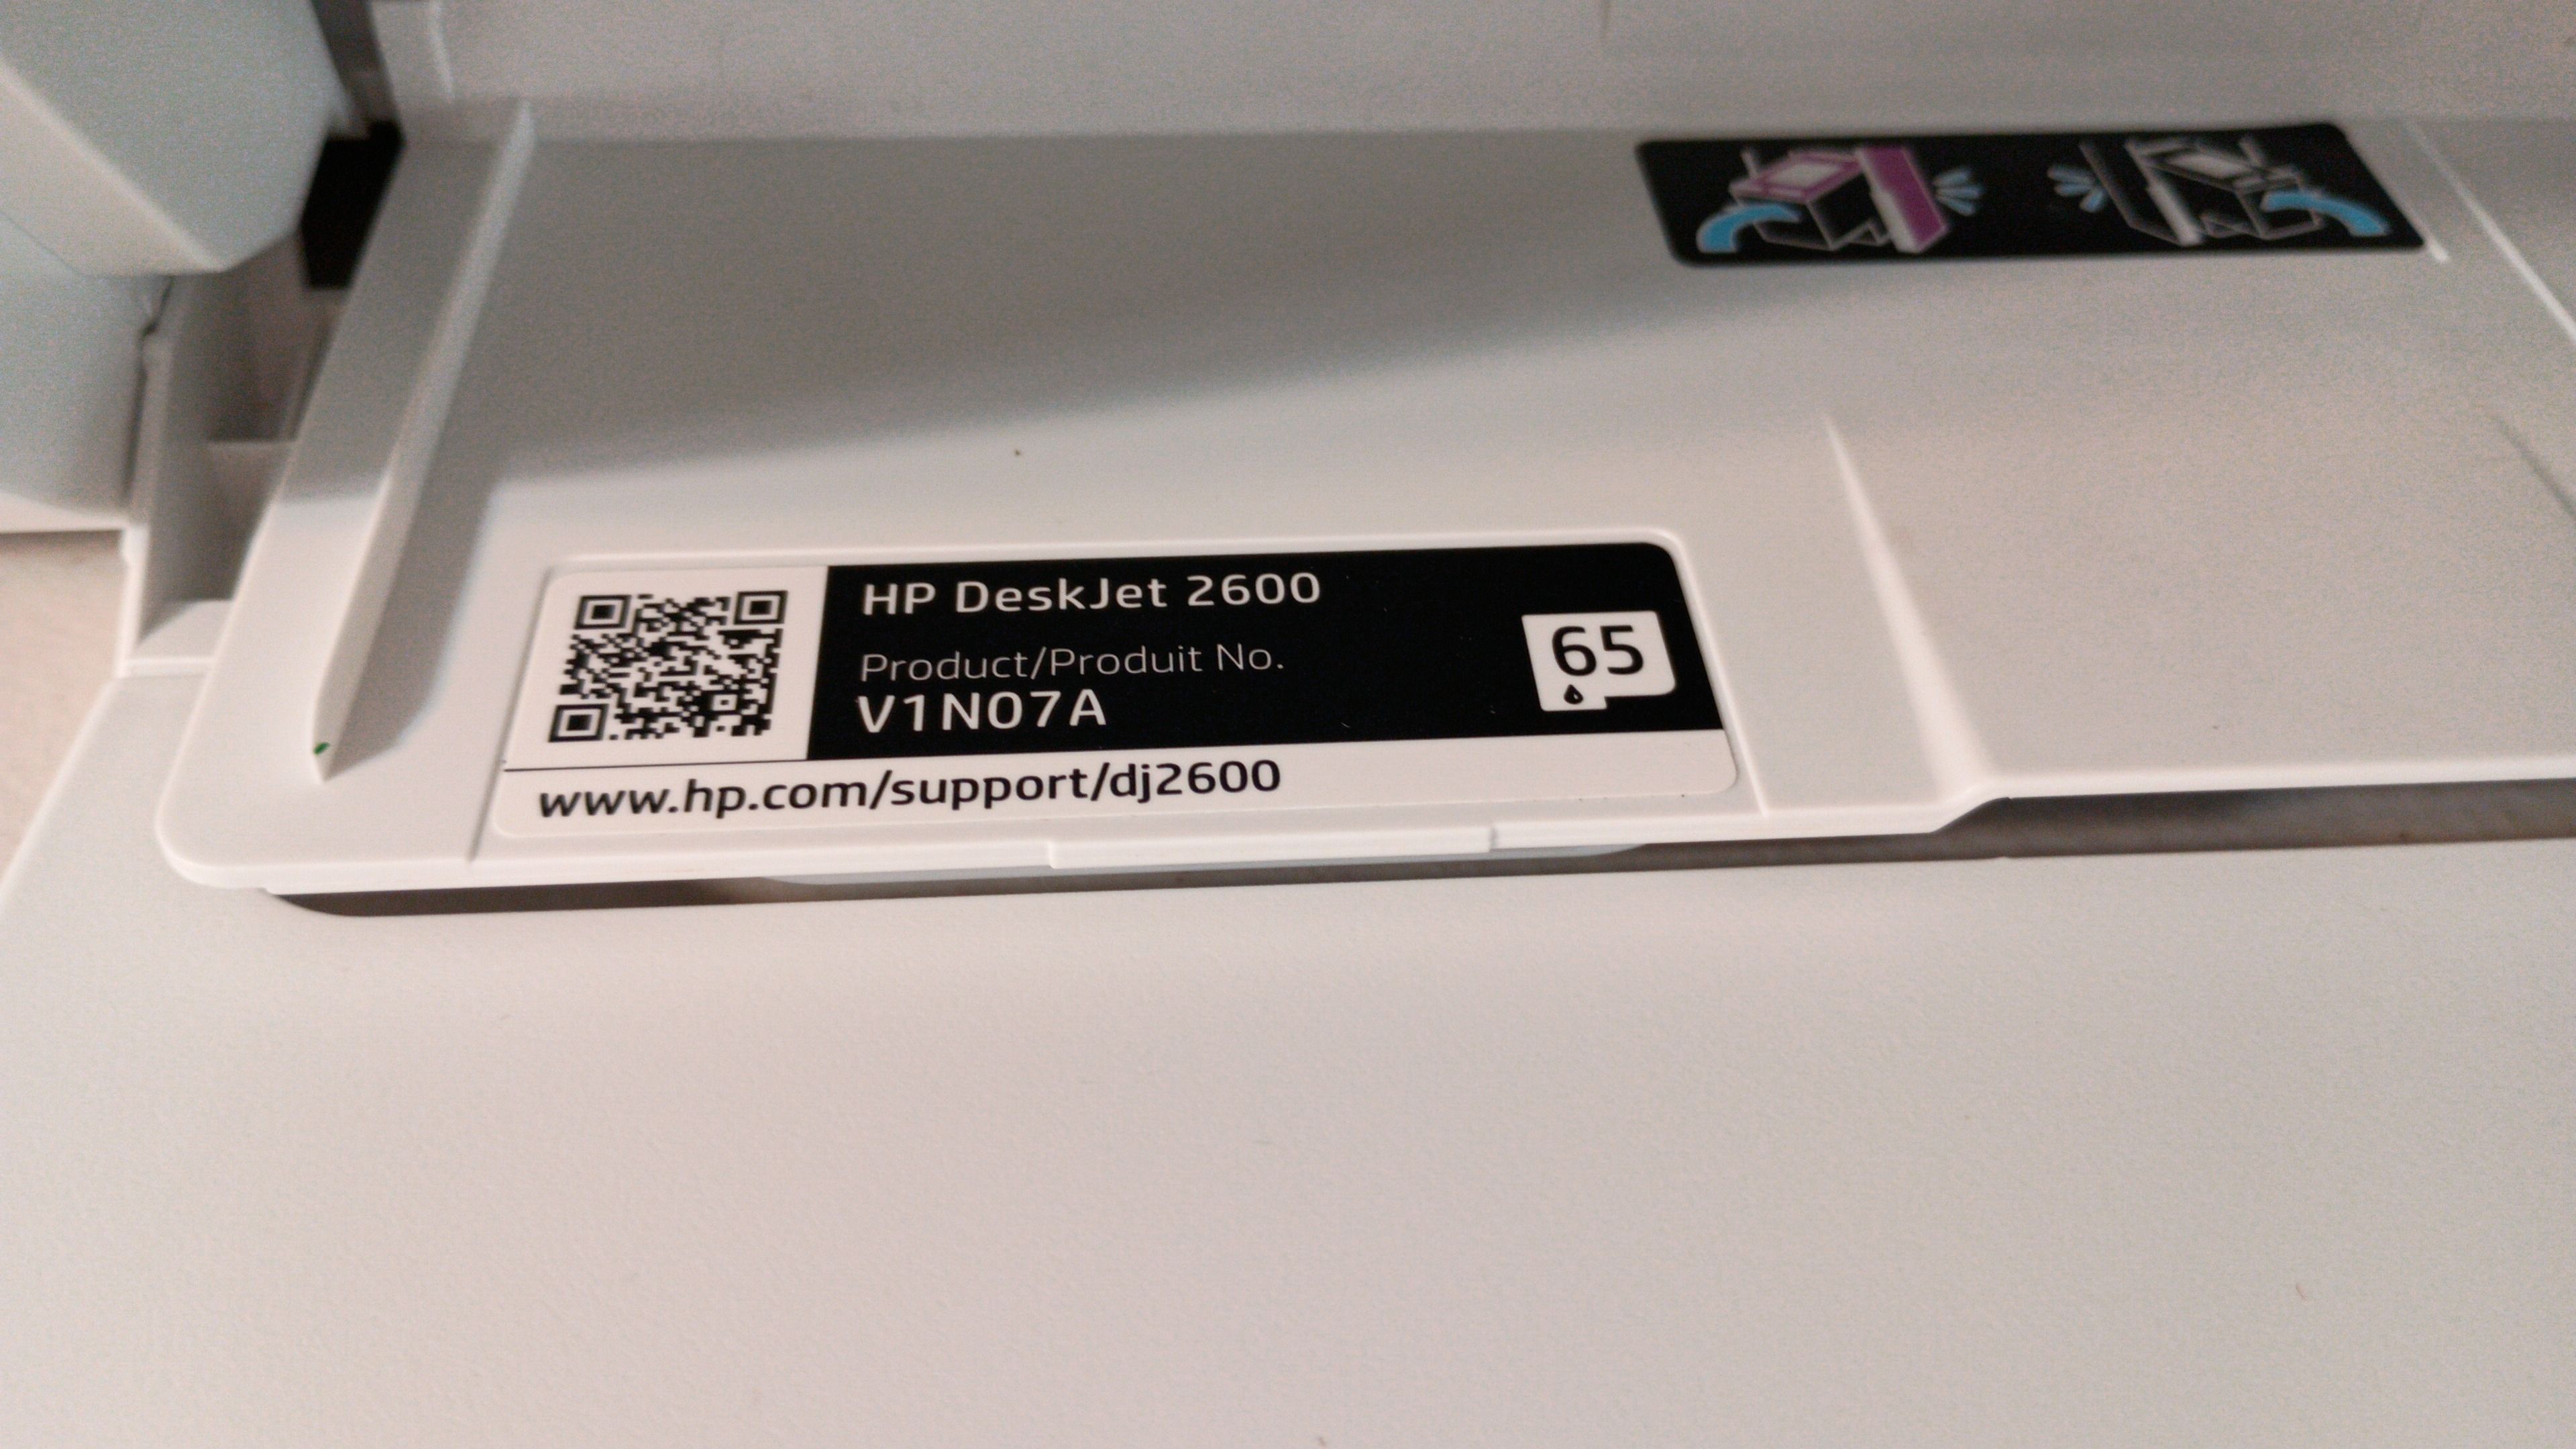 HP DeskJet 2600
Product/Produit No.
V1N07A
65
www.hp.com/support/dj2600